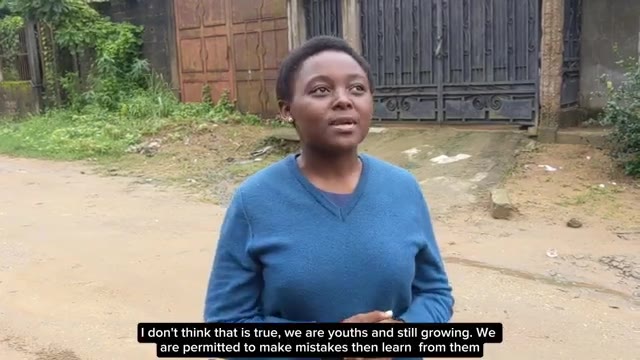 I don't think that is true, we are youths and still growing. We
are permitted to make mistakes then learn from them